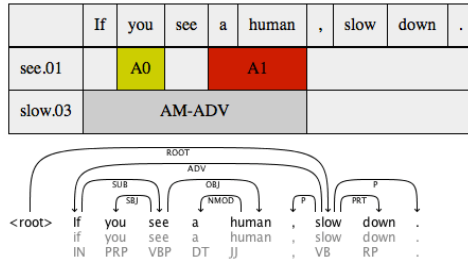 If you see a human , slow down .
see.01 A0 A1
slow.03 AM-ADV
ROOT
ADV
SUB OBJ P
SBJ NMOD P PRT
<root> If you see a human , slow down .
if you see a human , slow down .
IN PRP VBP DT JJ , VB RP .